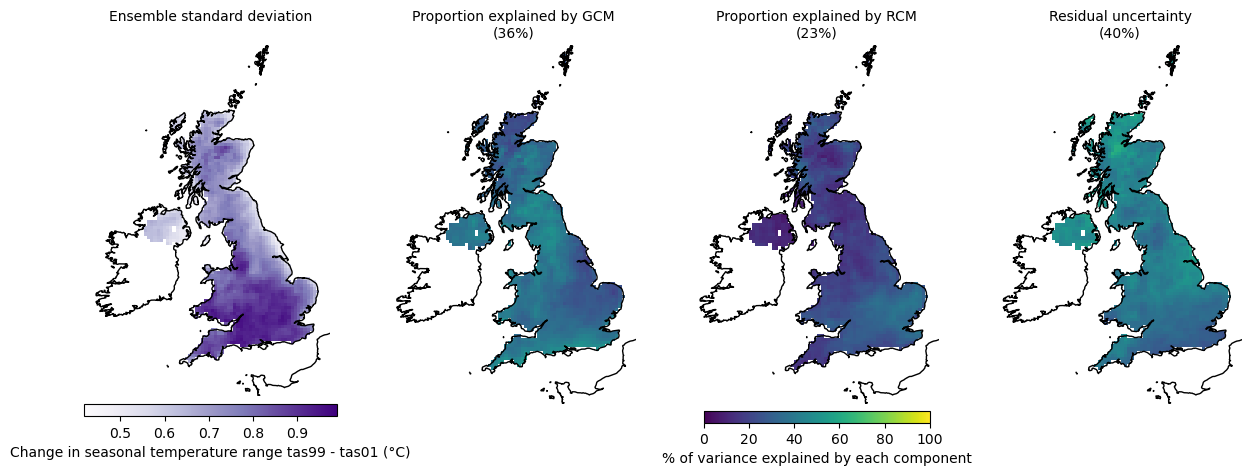 Ensemble standard deviation
Proportion explained by GCM
(36%)
Proportion explained by RCM
(23%)
Residual uncertainty
(40%)
0.5 0.6 0.7 0.8 0.9
Change in seasonal temperature range tas99 - tas01 (°C)
0 20 40 60 80 100
% of variance explained by each component